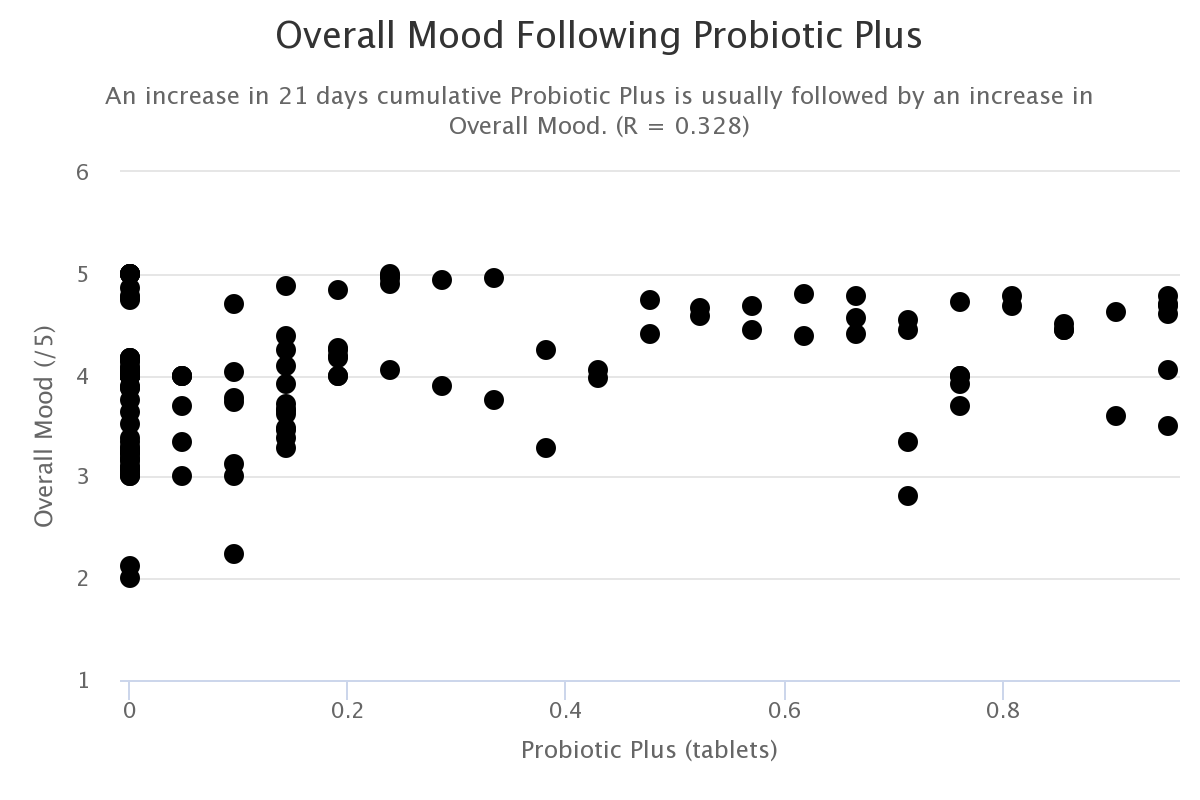 Overall Mood Following Probiotic Plus
An increase in 21 days cumulative Probiotic Plus is usually followed by an increase in
Overall Mood. (R = 0.328)
6
5
4
3
2
1
Overall Mood (/5)
0 0.2 0.4 0.6 0.8
Probiotic Plus (tablets)